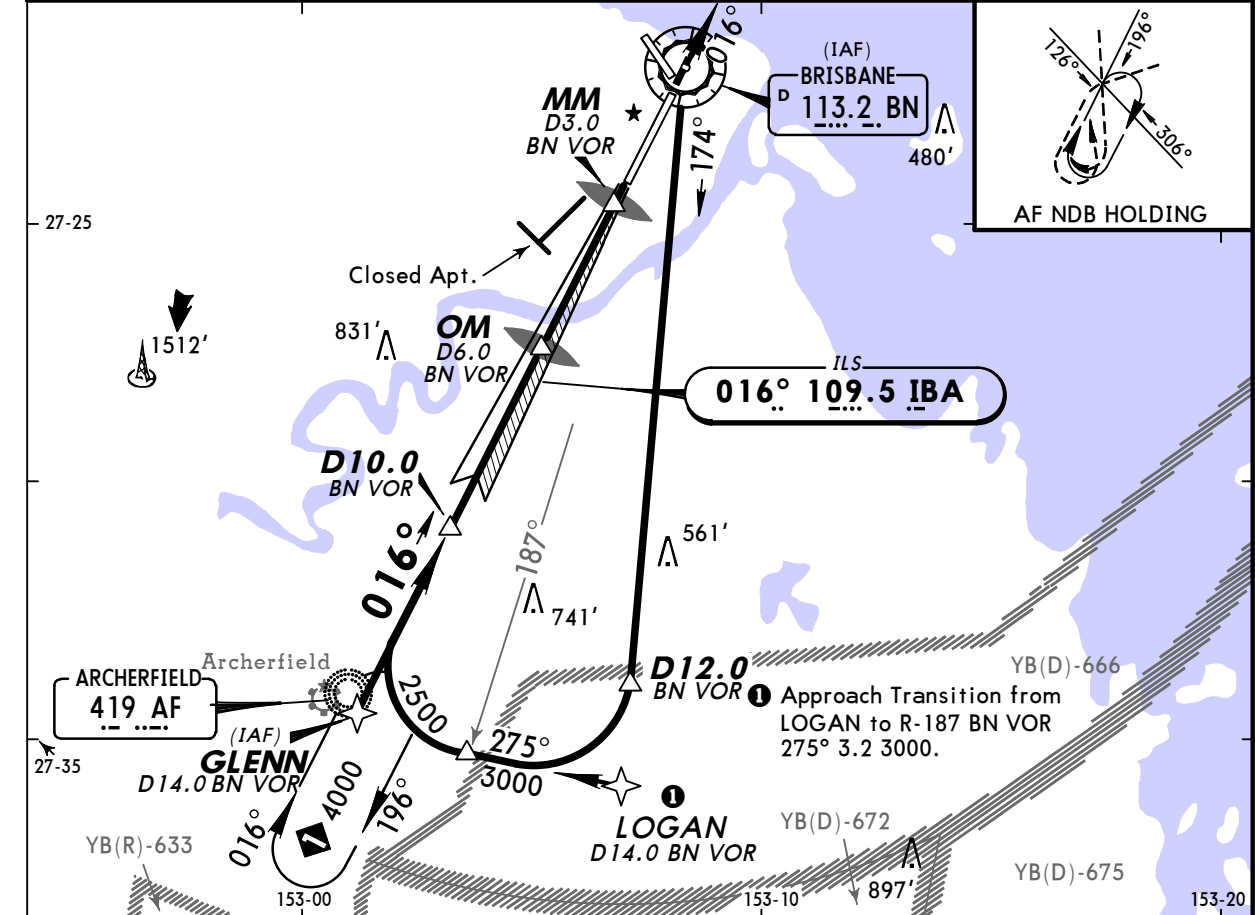 016°
(IAF)
BRISBANE
D 113.2 BN
MM
D3.0
BN VOR
174°
480'
126°
196°
306°
AF NDB HOLDING
27-25
Closed Apt.
1512'
831'
OM
D6.0
BN VOR
ILS
016° 109.5 IBA
D10.0
BN VOR
016°
187°
561'
741'
Archerfield
ARCHERFIELD
419 AF
2500
D12.0
BN VOR
YB(D)-666
1 Approach Transition from
LOGAN to R-187 BN VOR
275° 3.2 3000.
(IAF)
GLENN
D14.0 BN VOR
275°
3000
27-35
1
LOGAN
D14.0 BN VOR
016°
1
4000
196°
YB(R)-633
YB(D)-672
YB(D)-675
897'
153-00
153-10
153-20